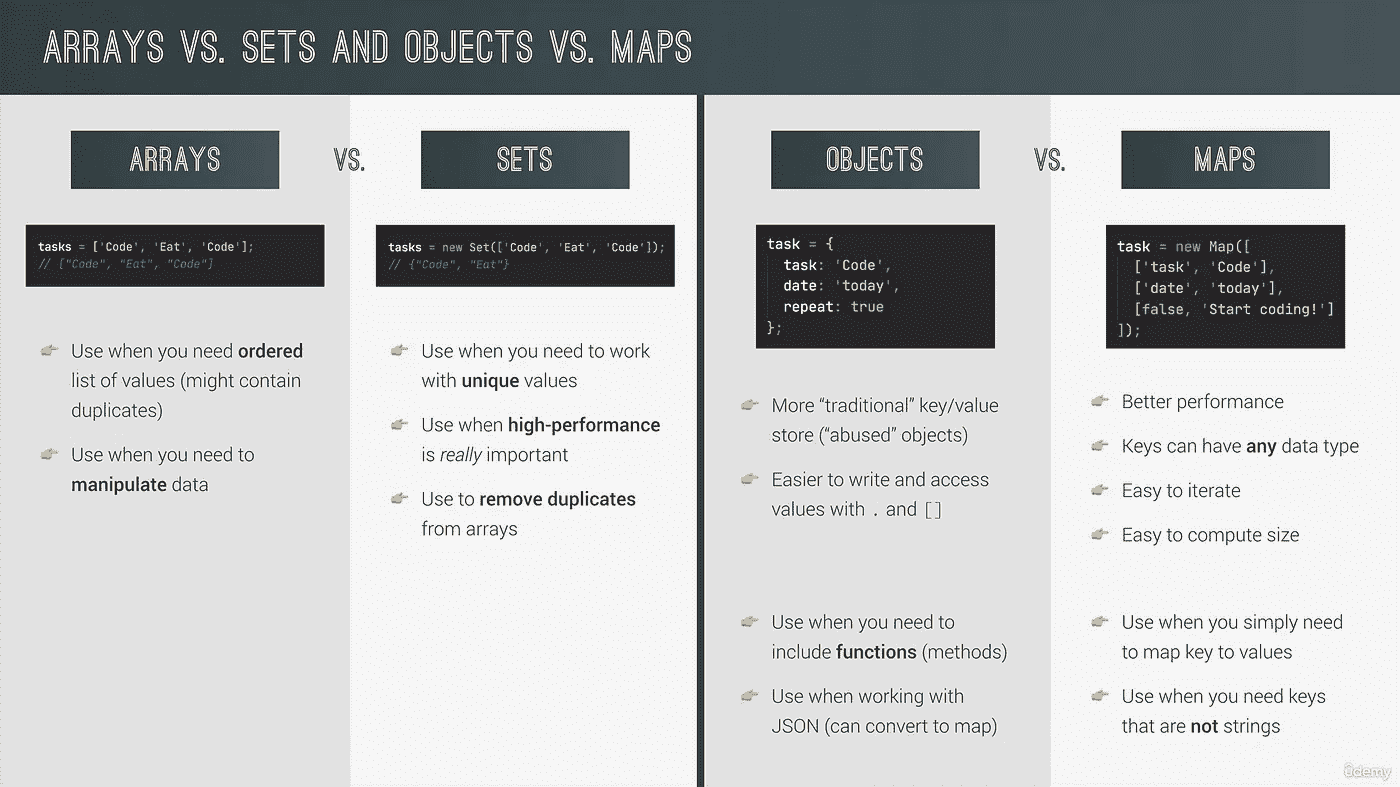 ARRAYS VS. SETS AND OBJECTS VS. MAPS
ARRAYS
VS.
SETS
tasks = ['Code', 'Eat', 'Code'];
// ["Code", "Eat", "Code"]
tasks = new Set(['Code', 'Eat', 'Code']);
// {"Code", "Eat"}
Use when you need ordered
list of values (might contain
duplicates)
Use when you need to
manipulate data
Use when you need to work
with unique values
Use when high-performance
is really important
Use to remove duplicates
from arrays
OBJECTS
VS.
MAPS
task = {
task: 'Code',
date: 'today',
repeat: true
};
task = new Map([
['task', 'Code'],
['date', 'today'],
[false, 'Start coding!']
]);
More “traditional” key/value
store (“abused” objects)
Easier to write and access
values with . and []
Use when you need to
include functions (methods)
Use when working with
JSON (can convert to map)
Better performance
Keys can have any data type
Easy to iterate
Easy to compute size
Use when you simply need
to map key to values
Use when you need keys
that are not strings
ûdemy